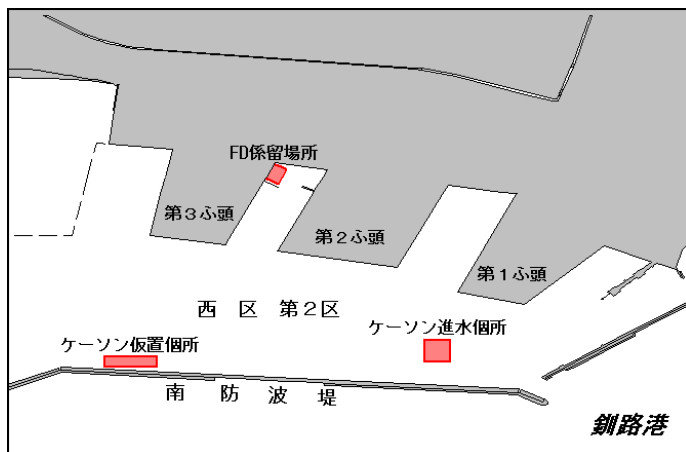 FD係留場所
第3ふ頭
第2ふ頭
第1ふ頭
西区 第2区
ケーソン進水個所
ケーソン仮置個所
南防波堤
釧路港